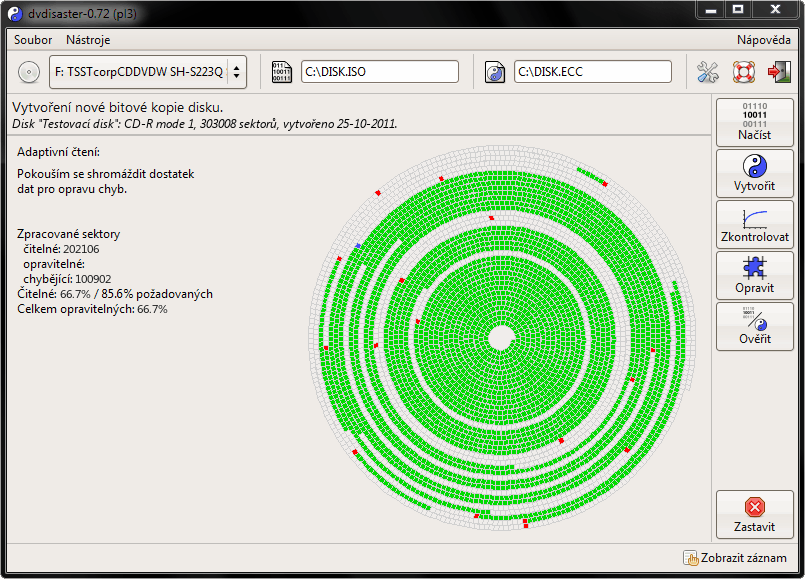 dvdisaster-0.72 (pl3)
Soubor Nástroje Nápověda
F: TSSTcorpCDDVDW SH-S223Q
C:\DISK.ISO
C:\DISK.ECC
Vytvoření nové bitové kopie disku.
Disk "Testovací disk": CD-R mode 1, 303008 sektorů, vytvořeno 25-10-2011.
Adaptivní čtení:
Pokouším se shromáždit dostatek
dat pro opravu chyb.
Zpracované sektory
čitelné: 202106
opravitelné:
chybějící: 100902
Čitelné: 66.7% / 85.6% požadovaných
Celkem opravitelných: 66.7%
01110
10011
00111
Načíst
Vytvořit
Zkontrolovat
Opravit
Ověřit
Zastavit
Zobrazit záznam